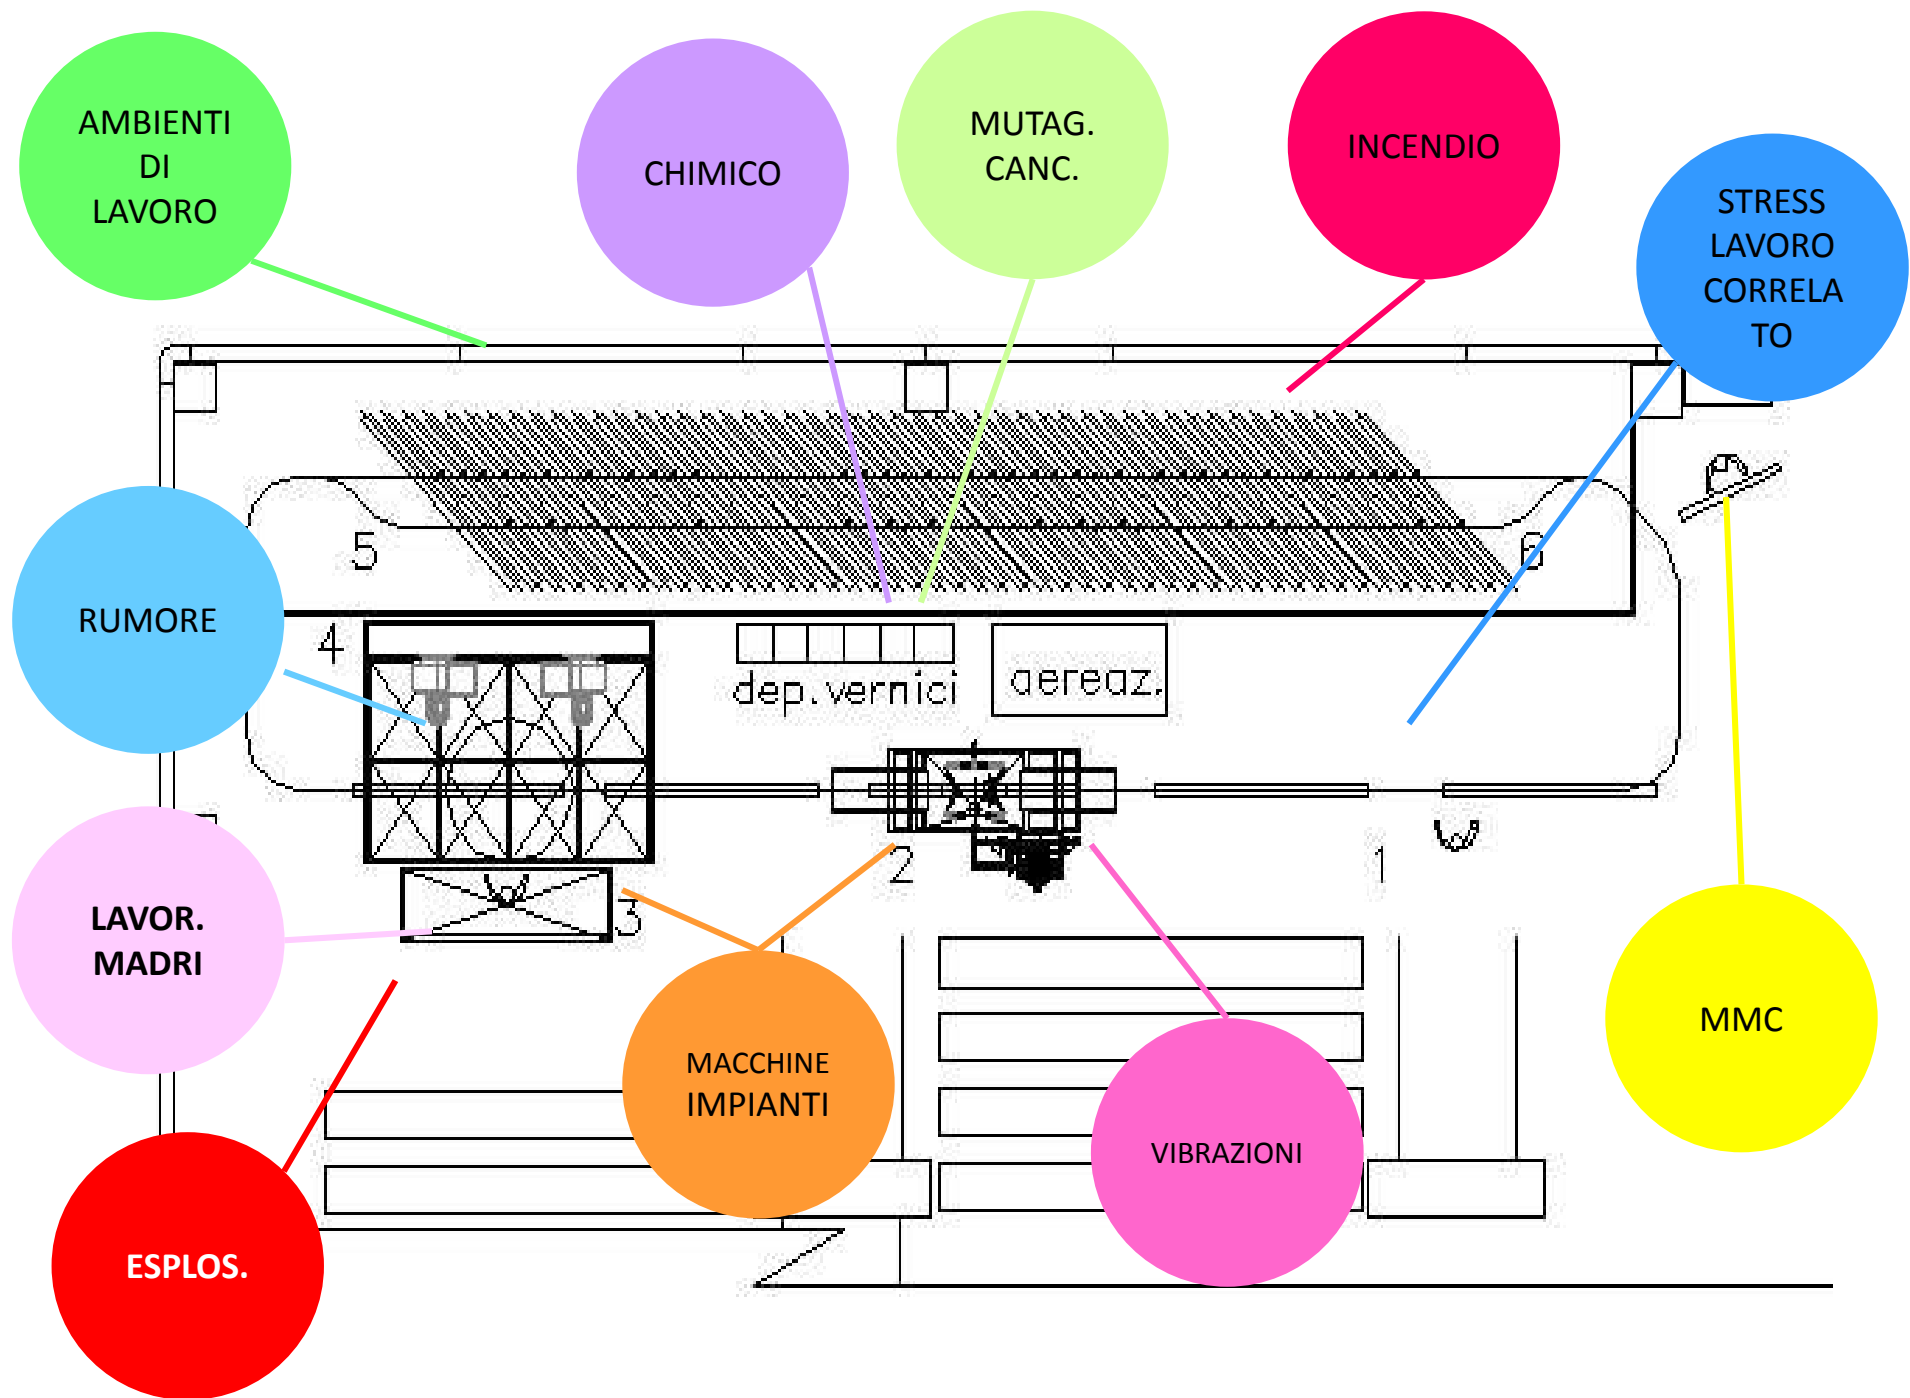 AMBIENTI
DI
LAVORO
CHIMICO
MUTAG.
CANC.
INCENDIO
STRESS
LAVORO
CORRELA
TO
5
6
RUMORE
4
dep.vernici
aereaz.
2
1
3
LAVOR.
MADRI
MACCHINE
IMPIANTI
MMC
VIBRAZIONI
ESPLOS.